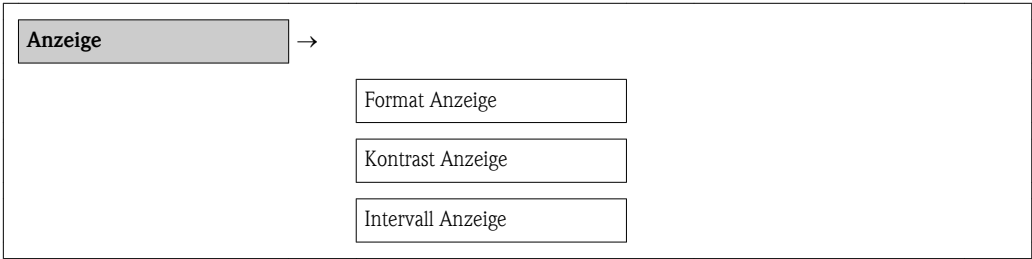 Anzeige →
Format Anzeige
Kontrast Anzeige
Intervall Anzeige